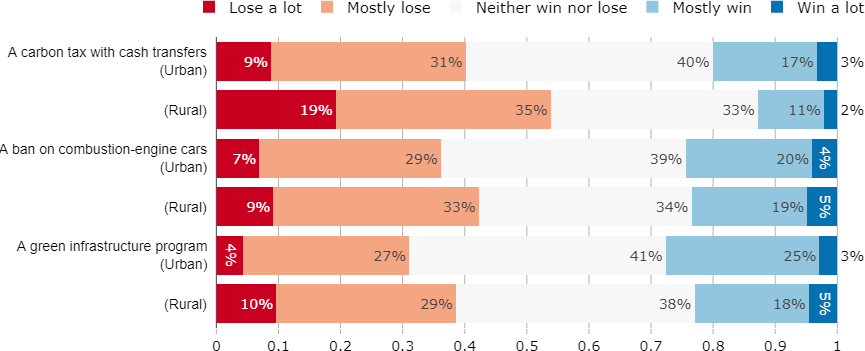 Lose a lot Mostly lose Neither win nor lose Mostly win Win a lot
A carbon tax with cash transfers
(Urban) 9% 31% 40% 17% 3%
(Rural) 19% 35% 33% 11% 2%
A ban on combustion-engine cars
(Urban) 7% 29% 39% 20% 4%
(Rural) 9% 33% 34% 19% 5%
A green infrastructure program
(Urban) 4% 27% 41% 25% 3%
(Rural) 10% 29% 38% 18% 5%
0 0.1 0.2 0.3 0.4 0.5 0.6 0.7 0.8 0.9 1